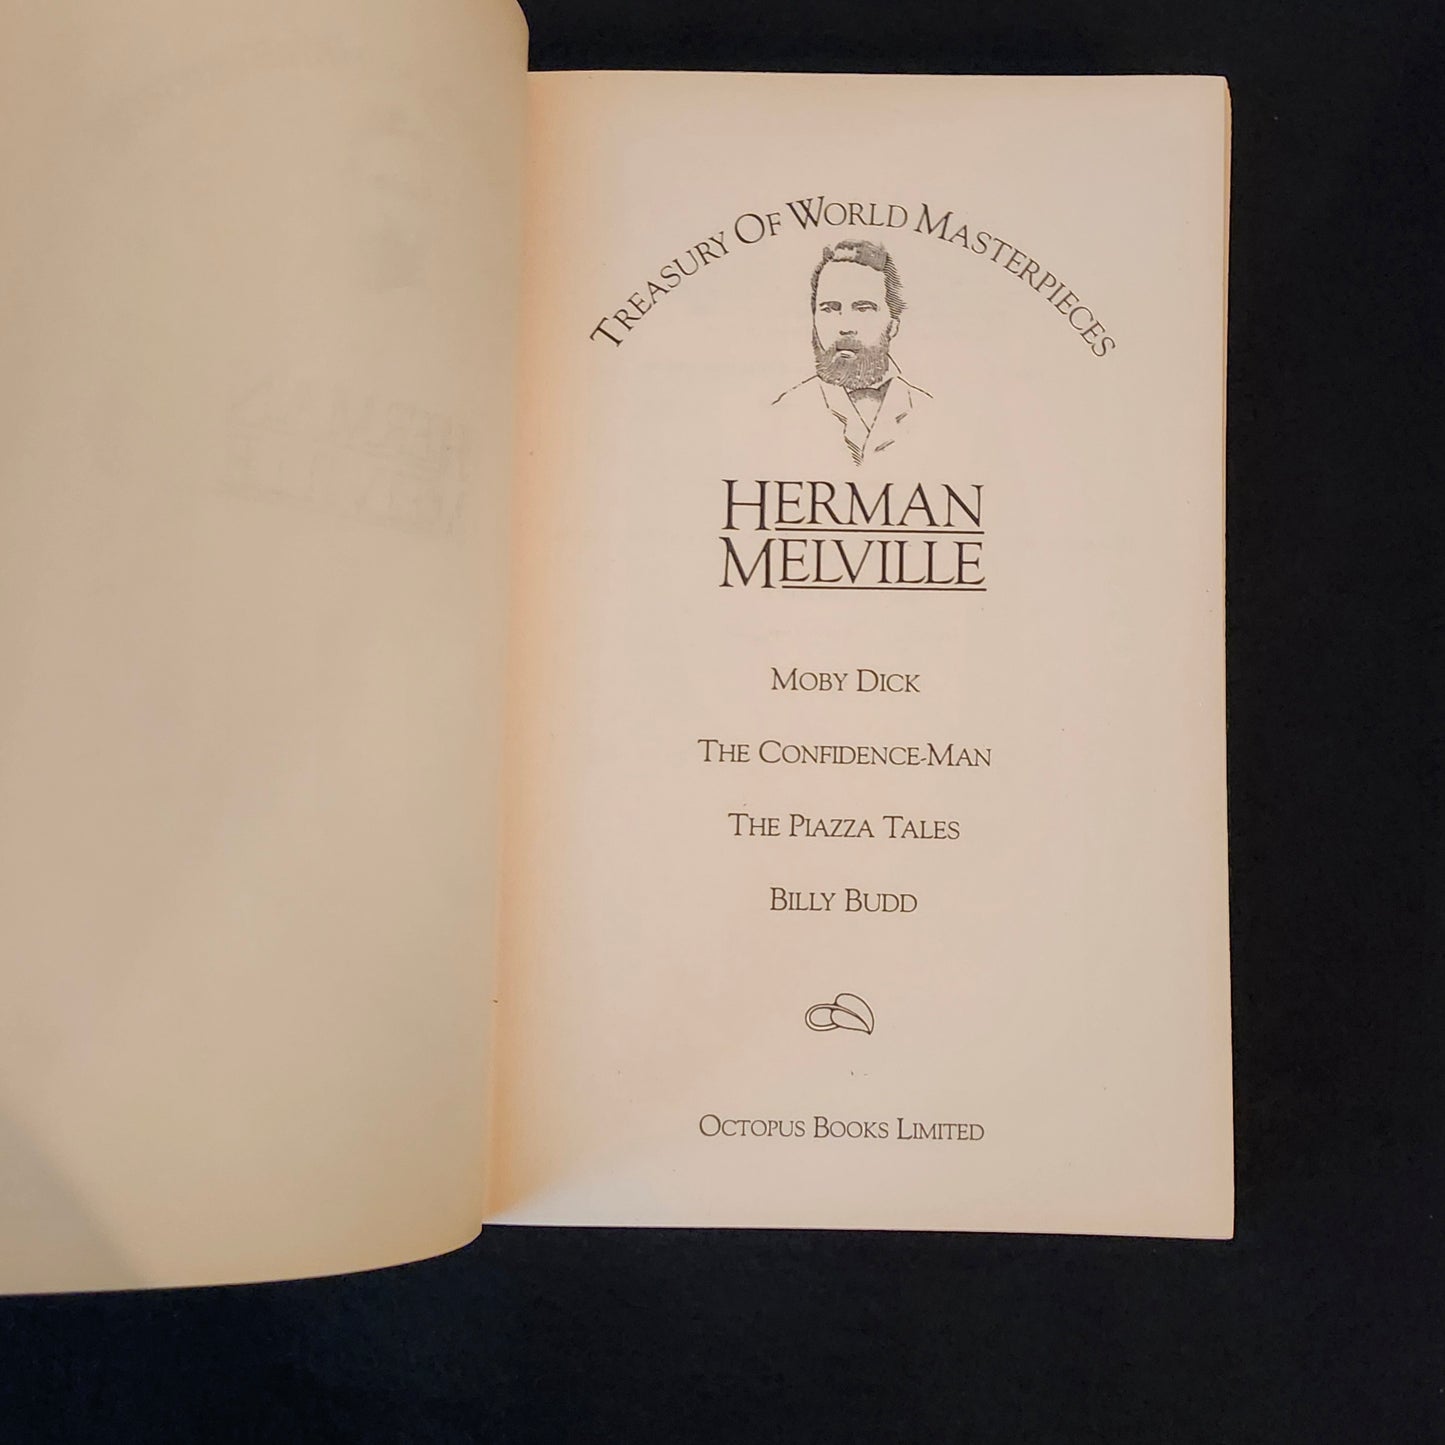 TREASURY OF WORLD MASTERPIECES
HERMAN
MELVILLE
MOBY DICK
THE CONFIDENCE-MAN
THE PIAZZA TALES
BILLY BUDD
OCTOPUS BOOKS LIMITED